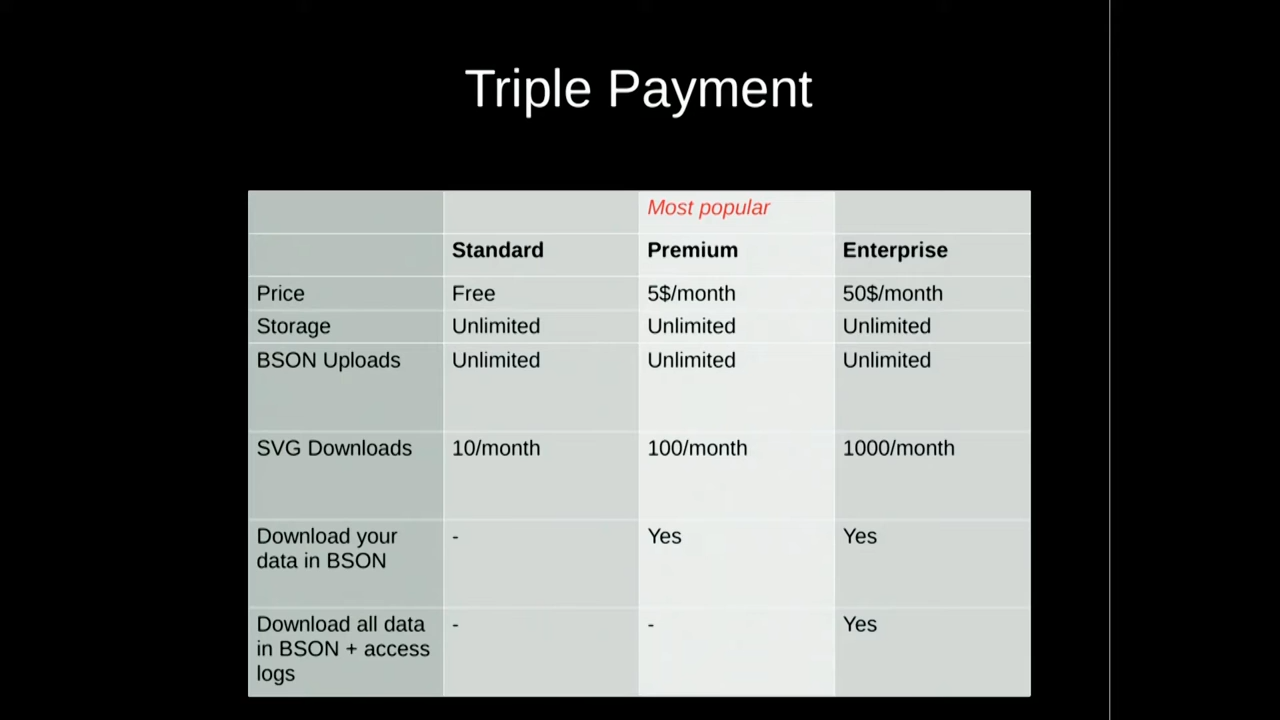 Triple Payment
Most popular
Standard Premium Enterprise
Price Free 5$/month 50$/month
Storage Unlimited Unlimited Unlimited
BSON Uploads Unlimited Unlimited Unlimited
SVG Downloads 10/month 100/month 1000/month
Download your data in BSON - Yes Yes
Download all data in BSON + access logs - - Yes